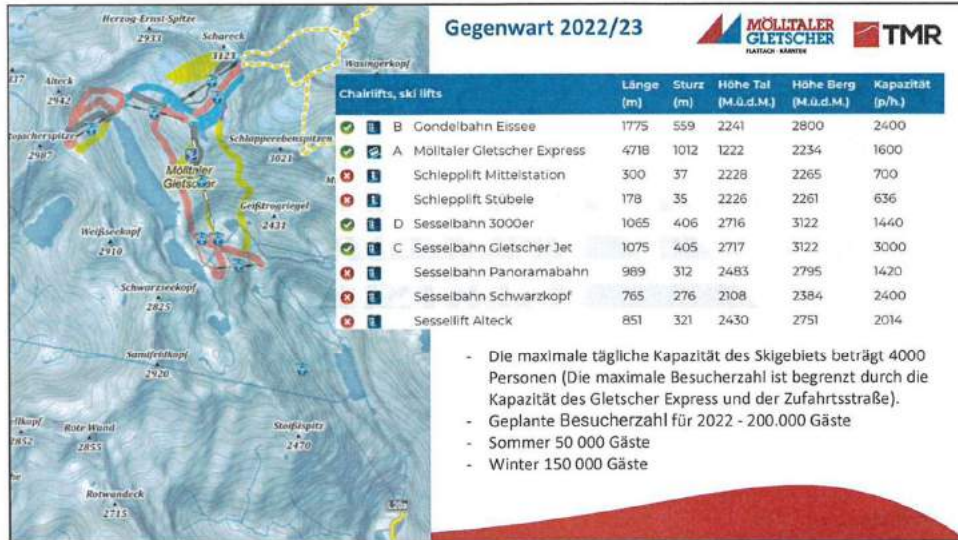 Gegenwart 2022/23
MÖLLTALER
GLETSCHER
FLATTACH - KÄRNTEN
TMR
Chairlifts, ski lifts Länge (m) Sturz (m) Höhe Tal (M.ü.d.M.) Höhe Berg (M.ü.d.M.) Kapazität (p/h.)
B Gondelbahn Eissee 1775 559 2241 2800 2400
A Mölltaler Gletscher Express 4718 1012 1222 2234 1600
Schlepplift Mittelstation 300 37 2228 2265 700
Schlepplift Stübele 178 35 2226 2261 636
D Sesselbahn 3000er 1065 406 2716 3122 1440
C Sesselbahn Gletscher Jet 1075 405 2717 3122 3000
Sesselbahn Panoramabahn 989 312 2483 2795 1420
Sesselbahn Schwarzkopf 765 276 2108 2384 2400
Sessellift Alteck 851 321 2430 2751 2014
- Die maximale tägliche Kapazität des Skigebiets beträgt 4000
Personen (Die maximale Besucherzahl ist begrenzt durch die
Kapazität des Gletscher Express und der Zufahrtsstraße).
- Geplante Besucherzahl für 2022 - 200.000 Gäste
- Sommer 50 000 Gäste
- Winter 150 000 Gäste
Herzog-Ernst-Spitze
2933
Schareck
3123
Wasingerkopf
Alteck
2942
2987
Schlapperebenspitzen
3021
Mölltaler
Gletscher
Geißtrogriegel
2431
Weißseekopf
2910
Schwarzseekopf
2825
Sandfeldkopf
2920
Rote Wand
2855
2852
Stoißlspitz
2470
Rotwandeck
2715